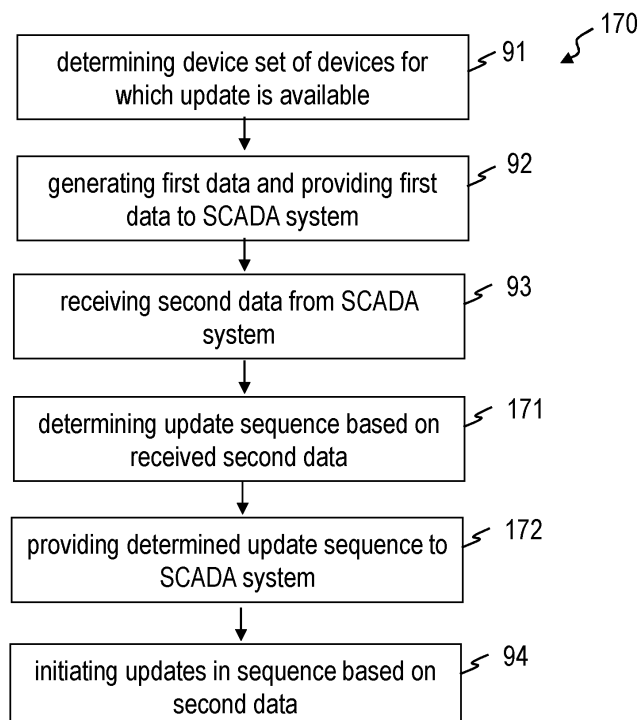 170
determining device set of devices for
which update is available
91
generating first data and providing first
data to SCADA system
92
receiving second data from SCADA
system
93
determining update sequence based on
received second data
171
providing determined update sequence to
SCADA system
172
initiating updates in sequence based on
second data
94